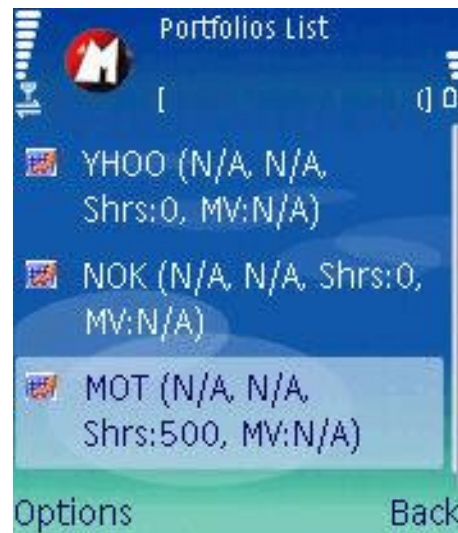 Portfolios List
[ (]
YHOO (N/A, N/A,
Shrs:0, MV:N/A)
NOK (N/A, N/A, Shrs:0,
MV:N/A)
MOT (N/A, N/A,
Shrs:500, MV:N/A)
Options Back